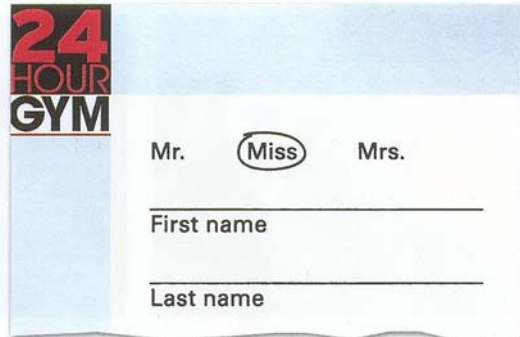 24
HOUR
GYM
Mr. Miss Mrs.
First name
Last name